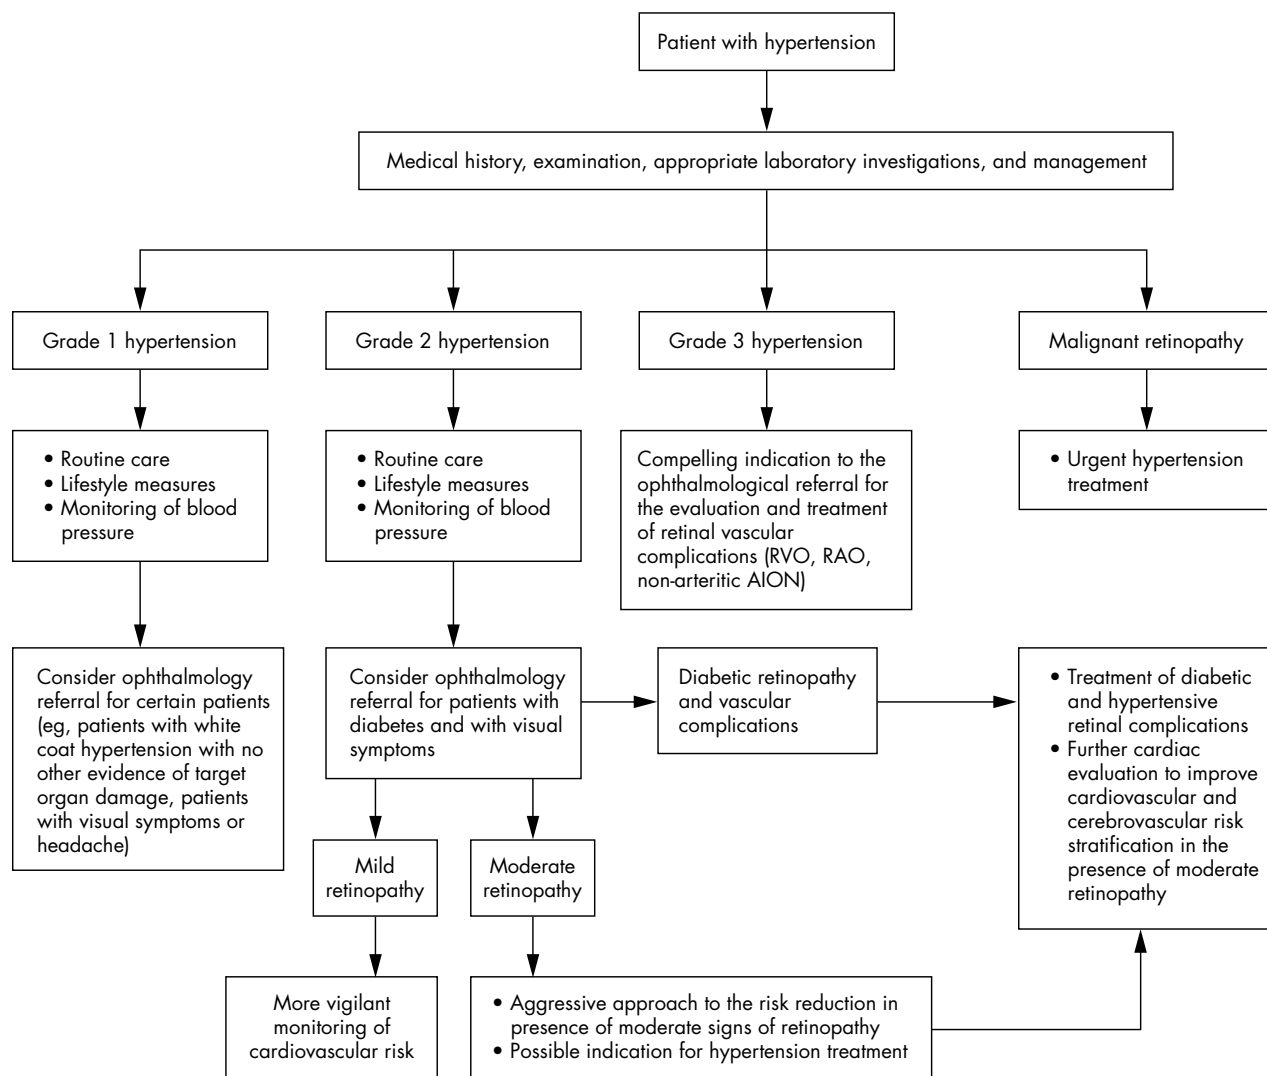 Patient with hypertension
Medical history, examination, appropriate laboratory investigations, and management
Grade 1 hypertension
Grade 2 hypertension
Grade 3 hypertension
Malignant retinopathy
• Routine care
• Lifestyle measures
• Monitoring of blood
pressure
• Routine care
• Lifestyle measures
• Monitoring of blood
pressure
Compelling indication to the
ophthalmological referral for
the evaluation and treatment
of retinal vascular
complications (RVO, RAO,
non-arteritic AION)
• Urgent hypertension
treatment
Consider ophthalmology
referral for certain patients
(eg, patients with white
coat hypertension with no
other evidence of target
organ damage, patients
with visual symptoms or
headache)
Consider ophthalmology
referral for patients with
diabetes and with visual
symptoms
Diabetic retinopathy
and vascular
complications
• Treatment of diabetic
and hypertensive
retinal complications
• Further cardiac
evaluation to improve
cardiovascular and
cerebrovascular risk
stratification in the
presence of moderate
retinopathy
Mild
retinopathy
Moderate
retinopathy
More vigilant
monitoring of
cardiovascular risk
• Aggressive approach to the risk reduction in
presence of moderate signs of retinopathy
• Possible indication for hypertension treatment